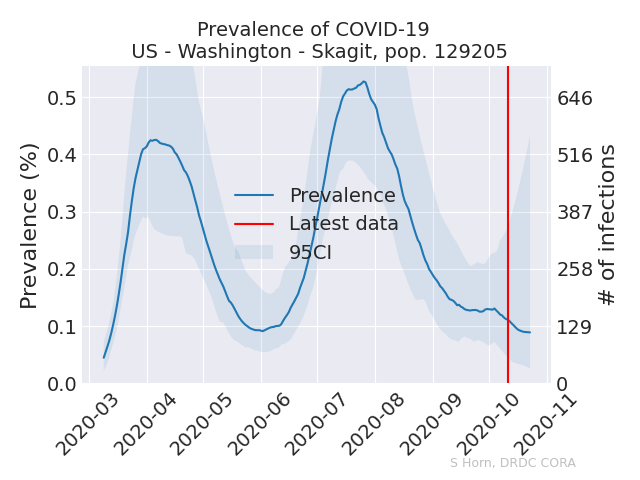 Prevalence of COVID-19
US - Washington - Skagit, pop. 129205
Prevalence (%)
0.5
0.4
0.3
0.2
0.1
0.0
Prevalence
Latest data
95CI
646
516
387
258
129
0
# of infections
2020-03
2020-04
2020-05
2020-06
2020-07
2020-08
2020-09
2020-10
2020-11
S Horn, DRDC CORA